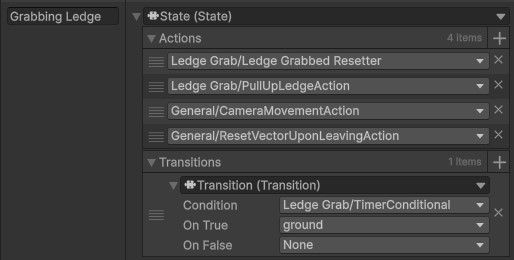 Grabbing Ledge
State (State)
Actions 4 items
Ledge Grab/Ledge Grabbed Resetter
Ledge Grab/PullUpLedgeAction
General/CameraMovementAction
General/ResetVectorUponLeavingAction
Transitions 1 items
Transition (Transition)
Condition Ledge Grab/TimerConditional
On True ground
On False None